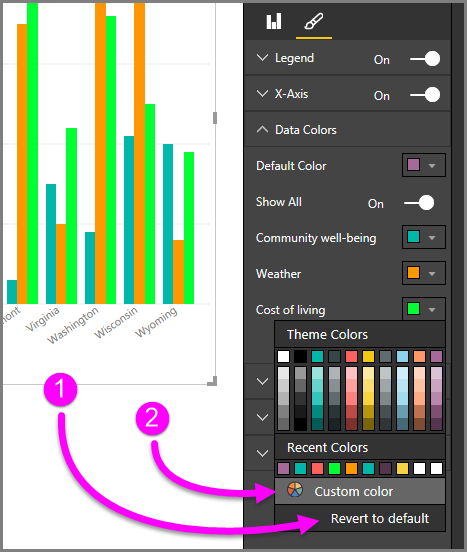 Legend On
X-Axis On
Data Colors
Default Color
Show All On
Community well-being
Weather
Cost of living
Theme Colors
Recent Colors
Custom color
Revert to default
mont
Virginia
Washington
Wisconsin
Wyoming
1
2